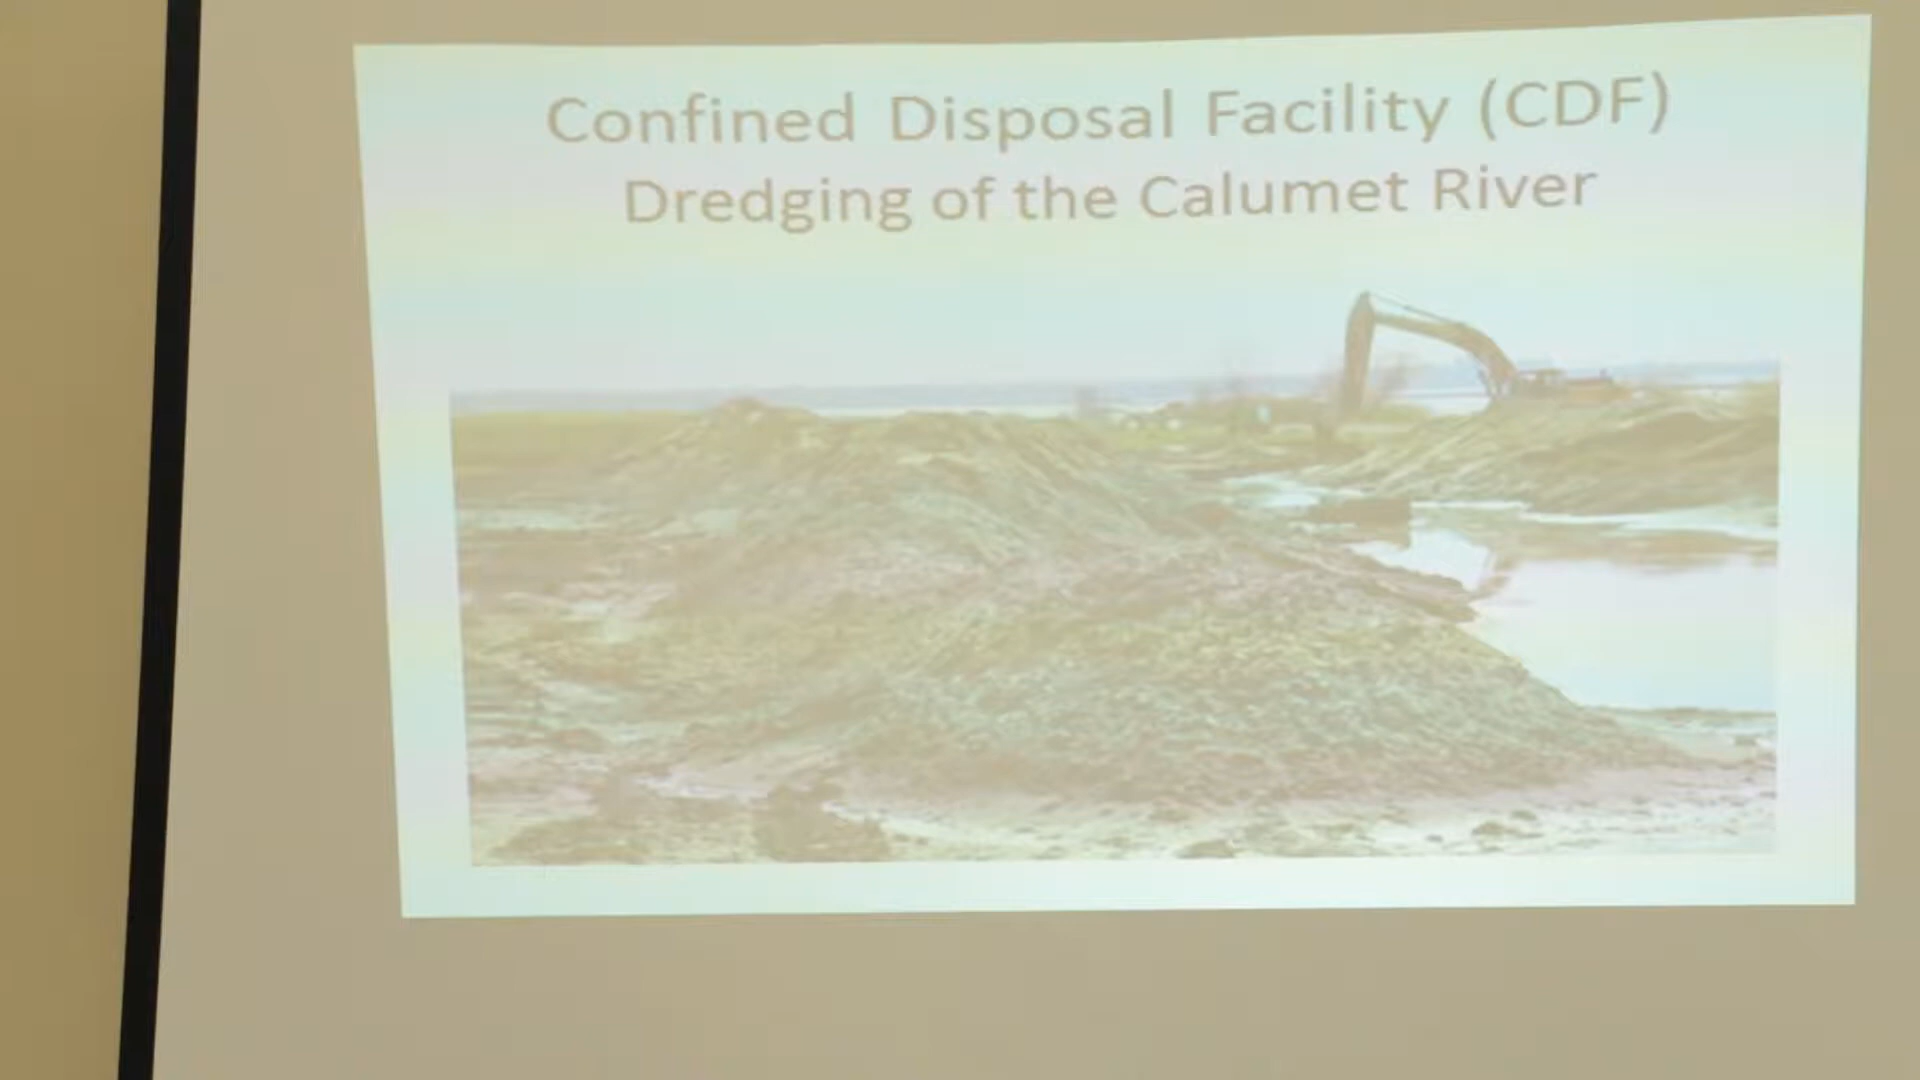 Confined Disposal Facility (CDF)
Dredging of the Calumet River